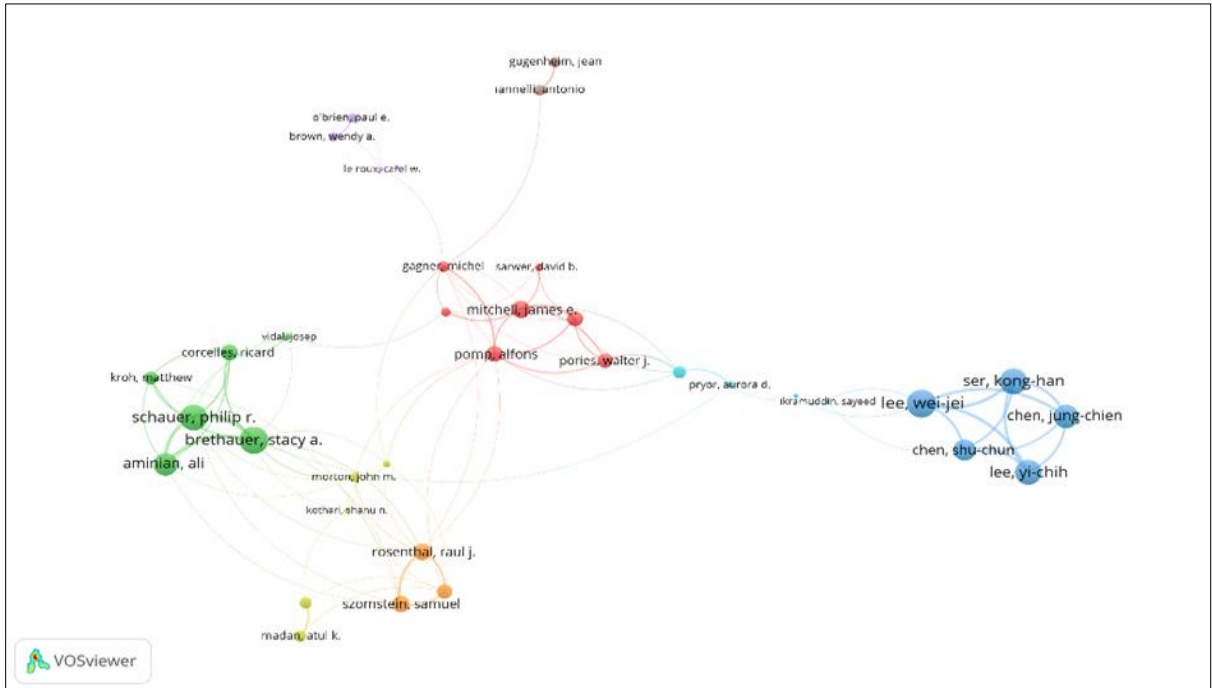 gugenheim, jean
iannelli, antonio
o'brien, paul e.
brown, wendy a.
le roux, carel w.
gagner, michel
sarwer, david b.
mitchell, james e.
vidal, josep
corcelles, ricard
pomp, alfons
pories, walter j.
kroh, matthew
pryor, aurora d.
ser, kong-han
ikramuddin, sayeed
lee, wei-jei
chen, jung-chien
schauer, philip r.
brethauer, stacy a.
chen, shu-chun
aminian, ali
lee, yi-chih
morton, john m.
kothari, shanu n.
rosenthal, raul j.
szomstein, samuel
madan, atul k.
VOSviewer